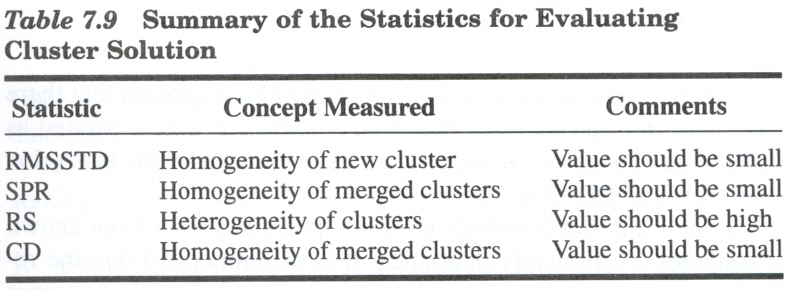 Table 7.9 Summary of the Statistics for Evaluating
Cluster Solution
Statistic Concept Measured Comments
RMSSTD Homogeneity of new cluster Value should be small
SPR Homogeneity of merged clusters Value should be small
RS Heterogeneity of clusters Value should be high
CD Homogeneity of merged clusters Value should be small